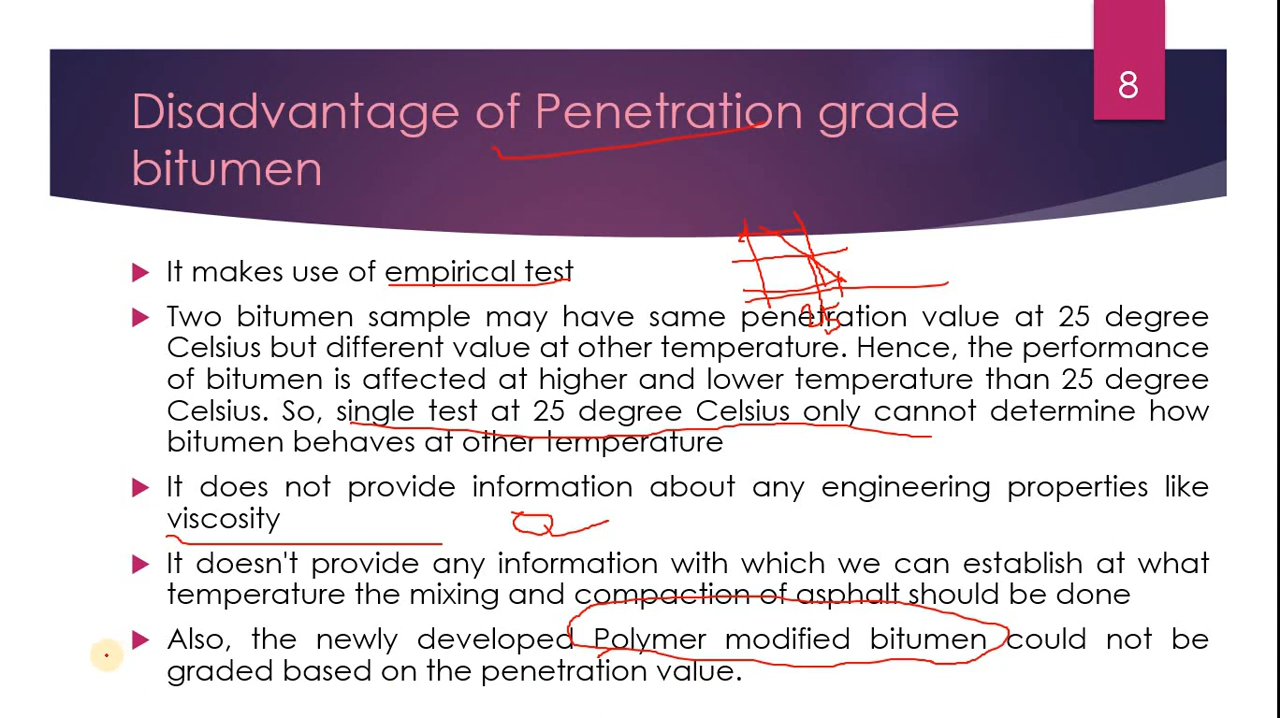 8
Disadvantage of Penetration grade
bitumen
It makes use of empirical test
Two bitumen sample may have same penetration value at 25 degree
Celsius but different value at other temperature. Hence, the performance
of bitumen is affected at higher and lower temperature than 25 degree
Celsius. So, single test at 25 degree Celsius only cannot determine how
bitumen behaves at other temperature
It does not provide information about any engineering properties like
viscosity
It doesn't provide any information with which we can establish at what
temperature the mixing and compaction of asphalt should be done
Also, the newly developed Polymer modified bitumen could not be
graded based on the penetration value.
25